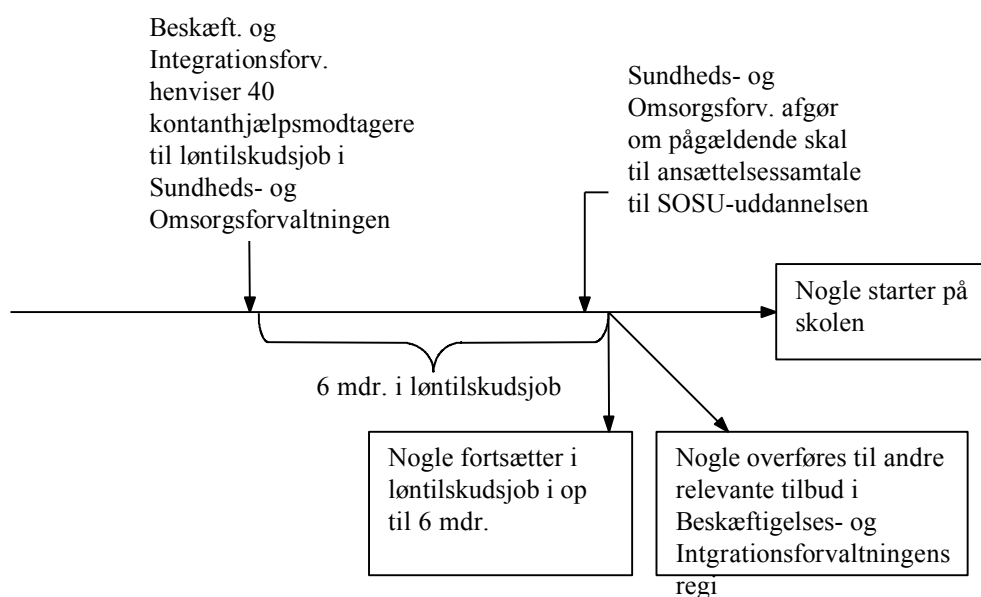 Beskæft. og
Integrationsforv.
henviser 40
kontanthjælpsmodtagere
til løntilskudsjob i
Sundheds- og
Omsorgsforvaltningen
Sundheds- og
Omsorgsforv. afgør
om pågældende skal
til ansættelsessamtale
til SOSU-uddannelsen
Nogle starter på
skolen
6 mdr. i løntilskudsjob
Nogle fortsætter i
løntilskudsjob i op
til 6 mdr.
Nogle overføres til andre
relevante tilbud i
Beskæftigelses- og
Intgrationsforvaltningens
regi